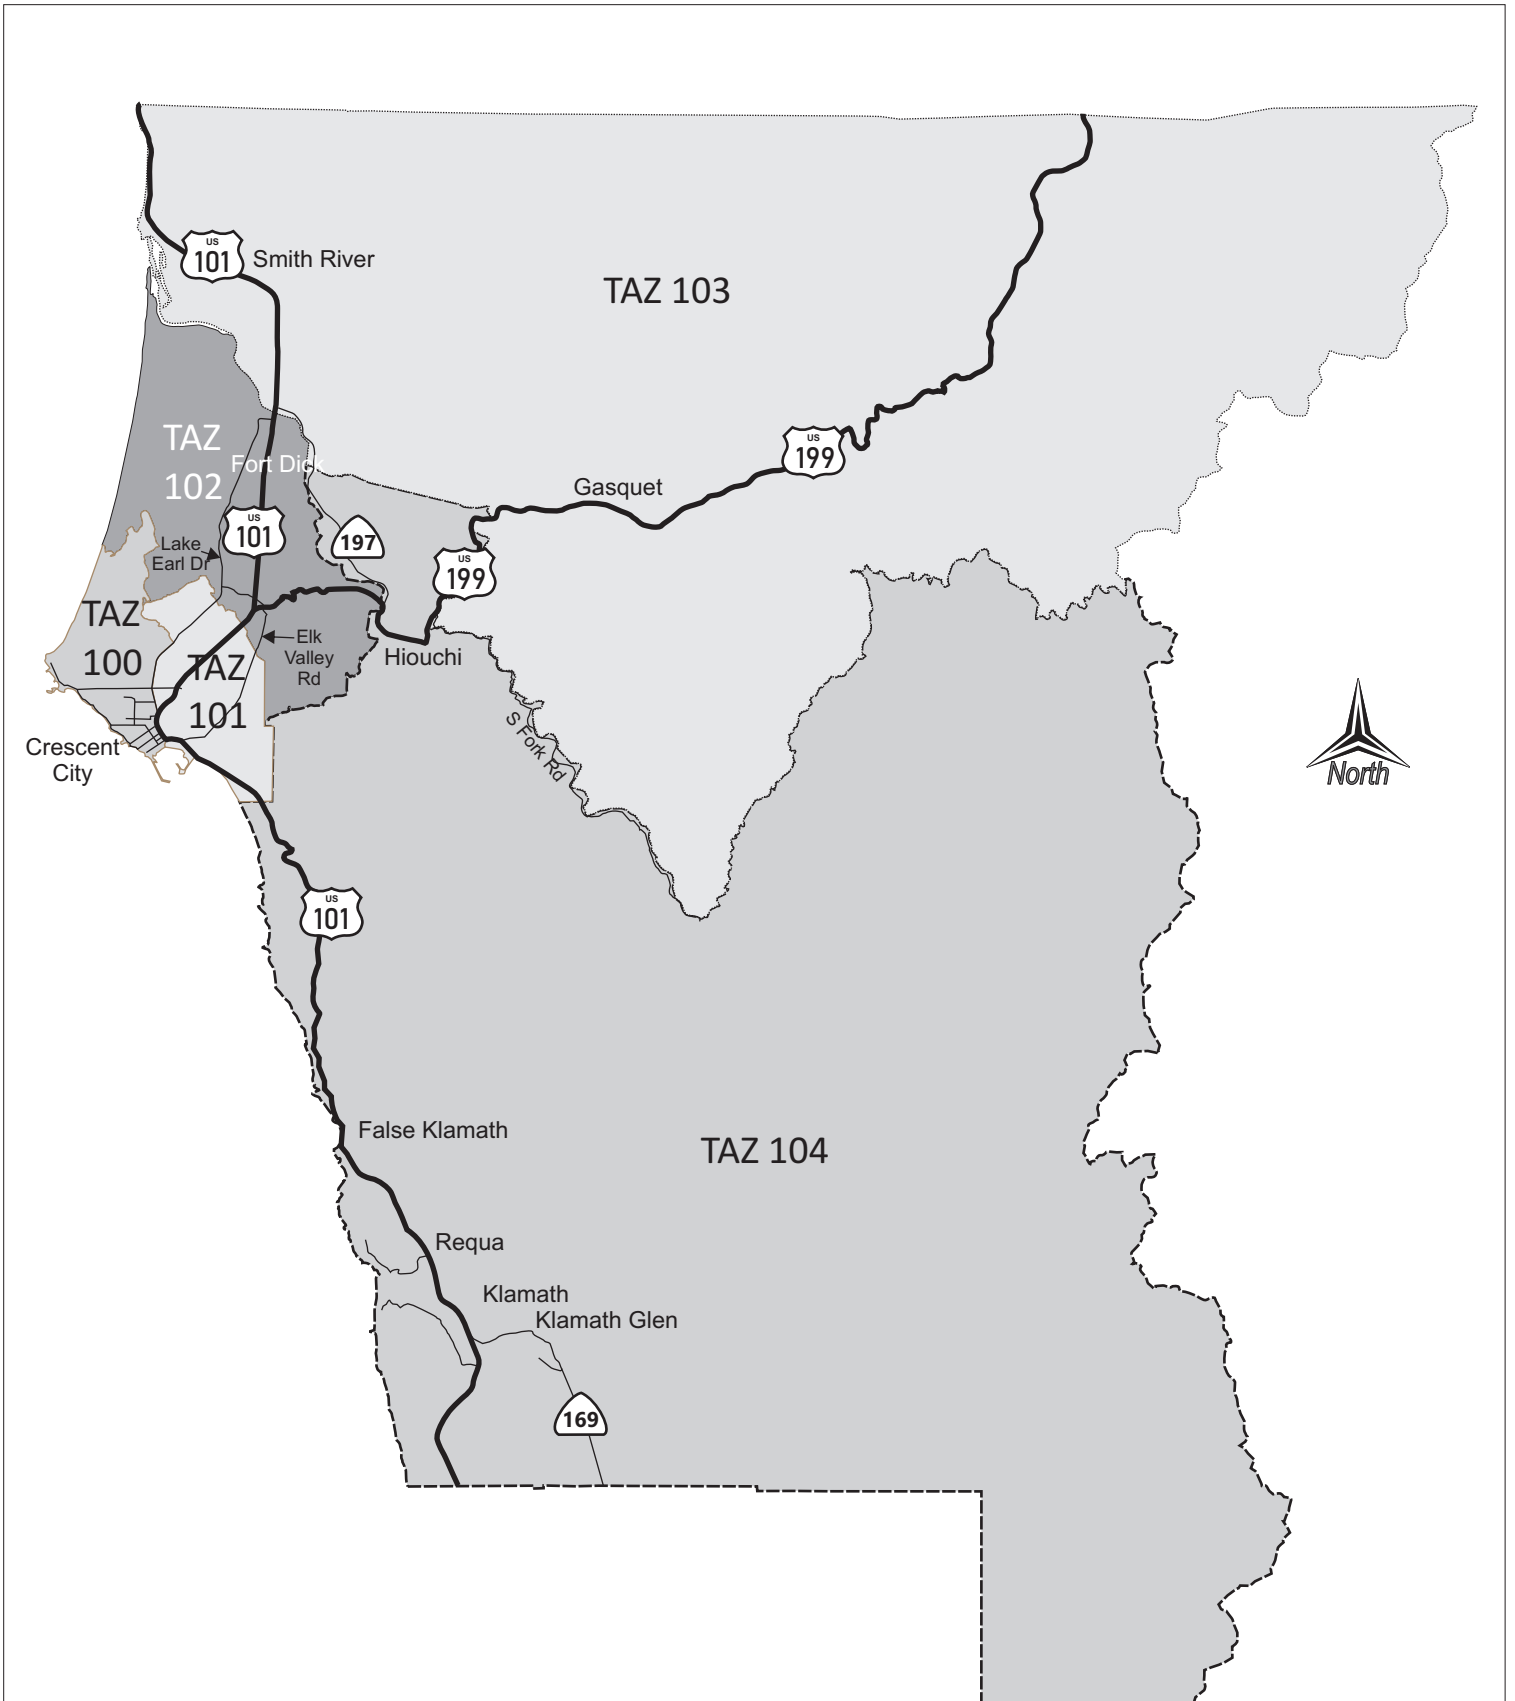 US
101
Smith River
TAZ 103
TAZ
102
Fort Dick
US
199
Gasquet
US
101
197
Lake
Earl Dr
US
199
TAZ
100
Elk
Valley
Rd
Hiouchi
TAZ
101
S Fork Rd
Crescent
City
North
US
101
False Klamath
TAZ 104
Requa
Klamath
Klamath Glen
169